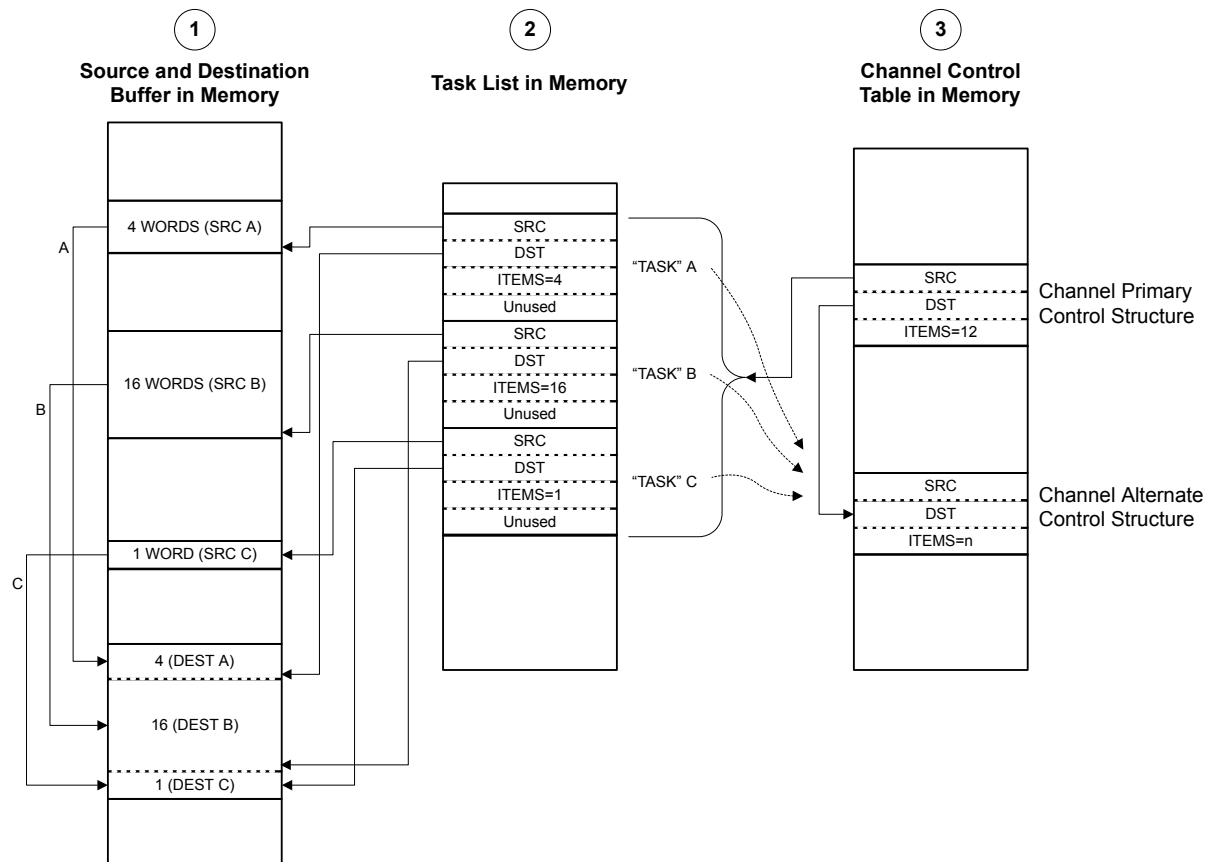 1
Source and Destination
Buffer in Memory
4 WORDS (SRC A)
A
16 WORDS (SRC B)
B
1 WORD (SRC C)
C
4 (DEST A)
16 (DEST B)
1 (DEST C)
2
Task List in Memory
SRC
DST
ITEMS=4
Unused
SRC
DST
ITEMS=16
Unused
SRC
DST
ITEMS=1
Unused
“TASK” A
“TASK” B
“TASK” C
3
Channel Control
Table in Memory
SRC
DST
ITEMS=12
Channel Primary
Control Structure
SRC
DST
ITEMS=n
Channel Alternate
Control Structure